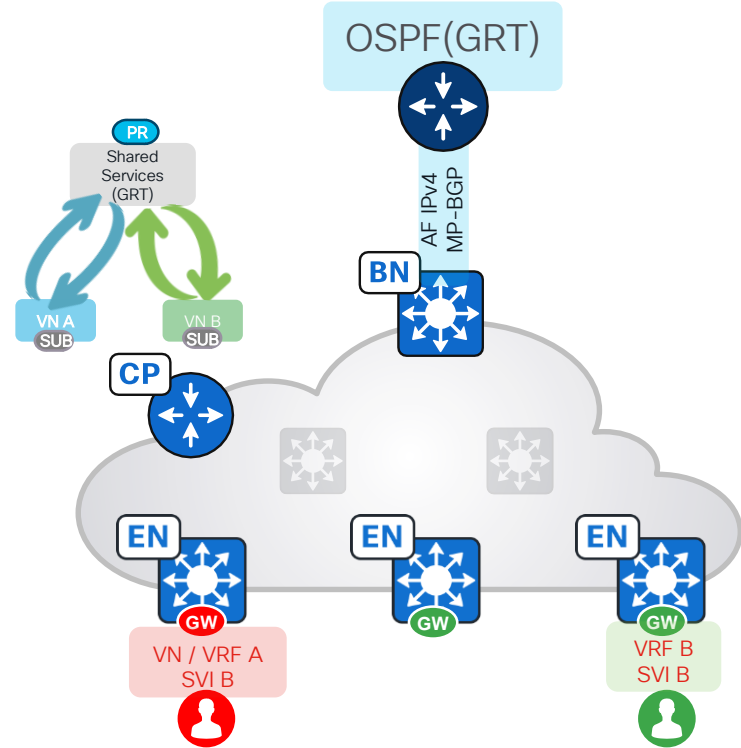 OSPF(GRT)
PR
Shared
Services
(GRT)
AF IPv4
MP-BGP
BN
VN A
SUB
VN B
SUB
CP
EN
EN
EN
GW
GW
GW
VN / VRF A
SVI B
VRF B
SVI B